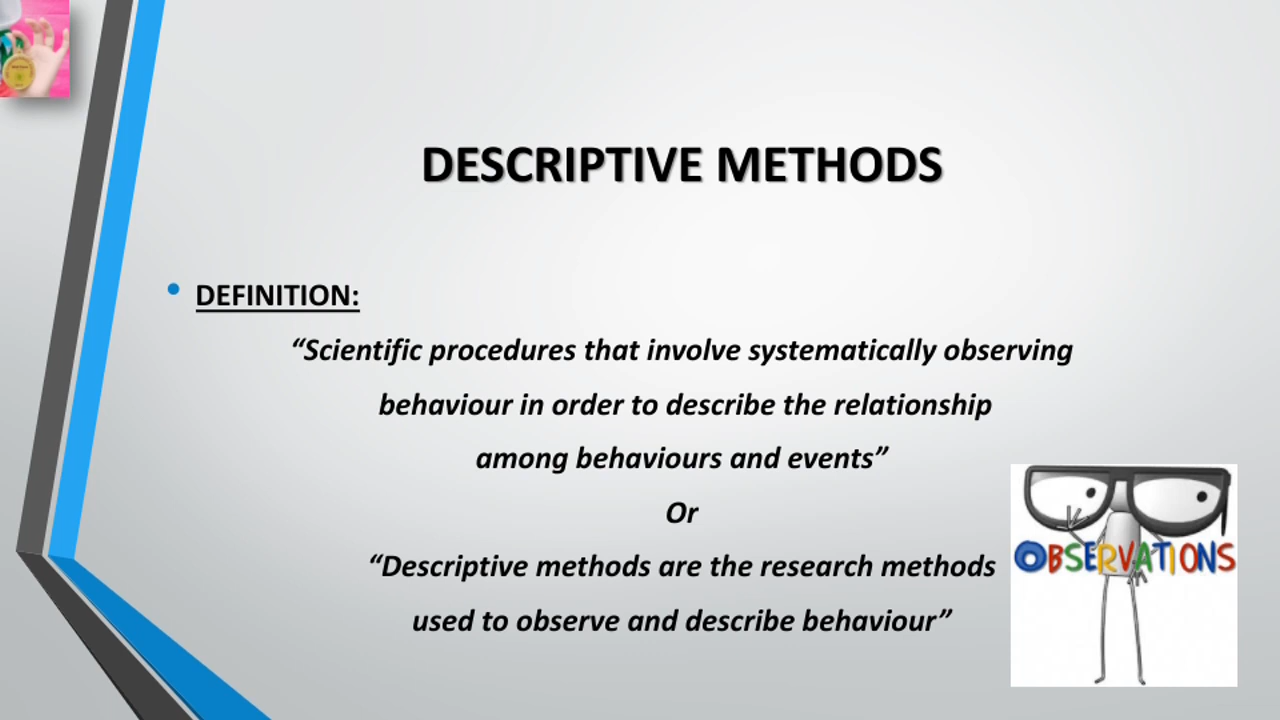 DESCRIPTIVE METHODS
• DEFINITION:
“Scientific procedures that involve systematically observing
behaviour in order to describe the relationship
among behaviours and events”
Or
“Descriptive methods are the research methods
used to observe and describe behaviour”
OBSERVATIONS